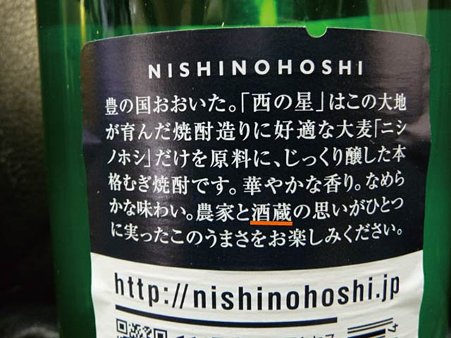 NISHINOHOSHI
豊の国おおいた。「西の星」はこの大地
が育んだ焼酎造りに好適な大麦「ニシ
ノホシ」だけを原料に、じっくり醸した本
格むぎ焼酎です。華やかな香り。なめら
かな味わい。農家と酒蔵の思いがひとつ
に実ったこのうまさをお楽しみください。
http://nishinohoshi.jp